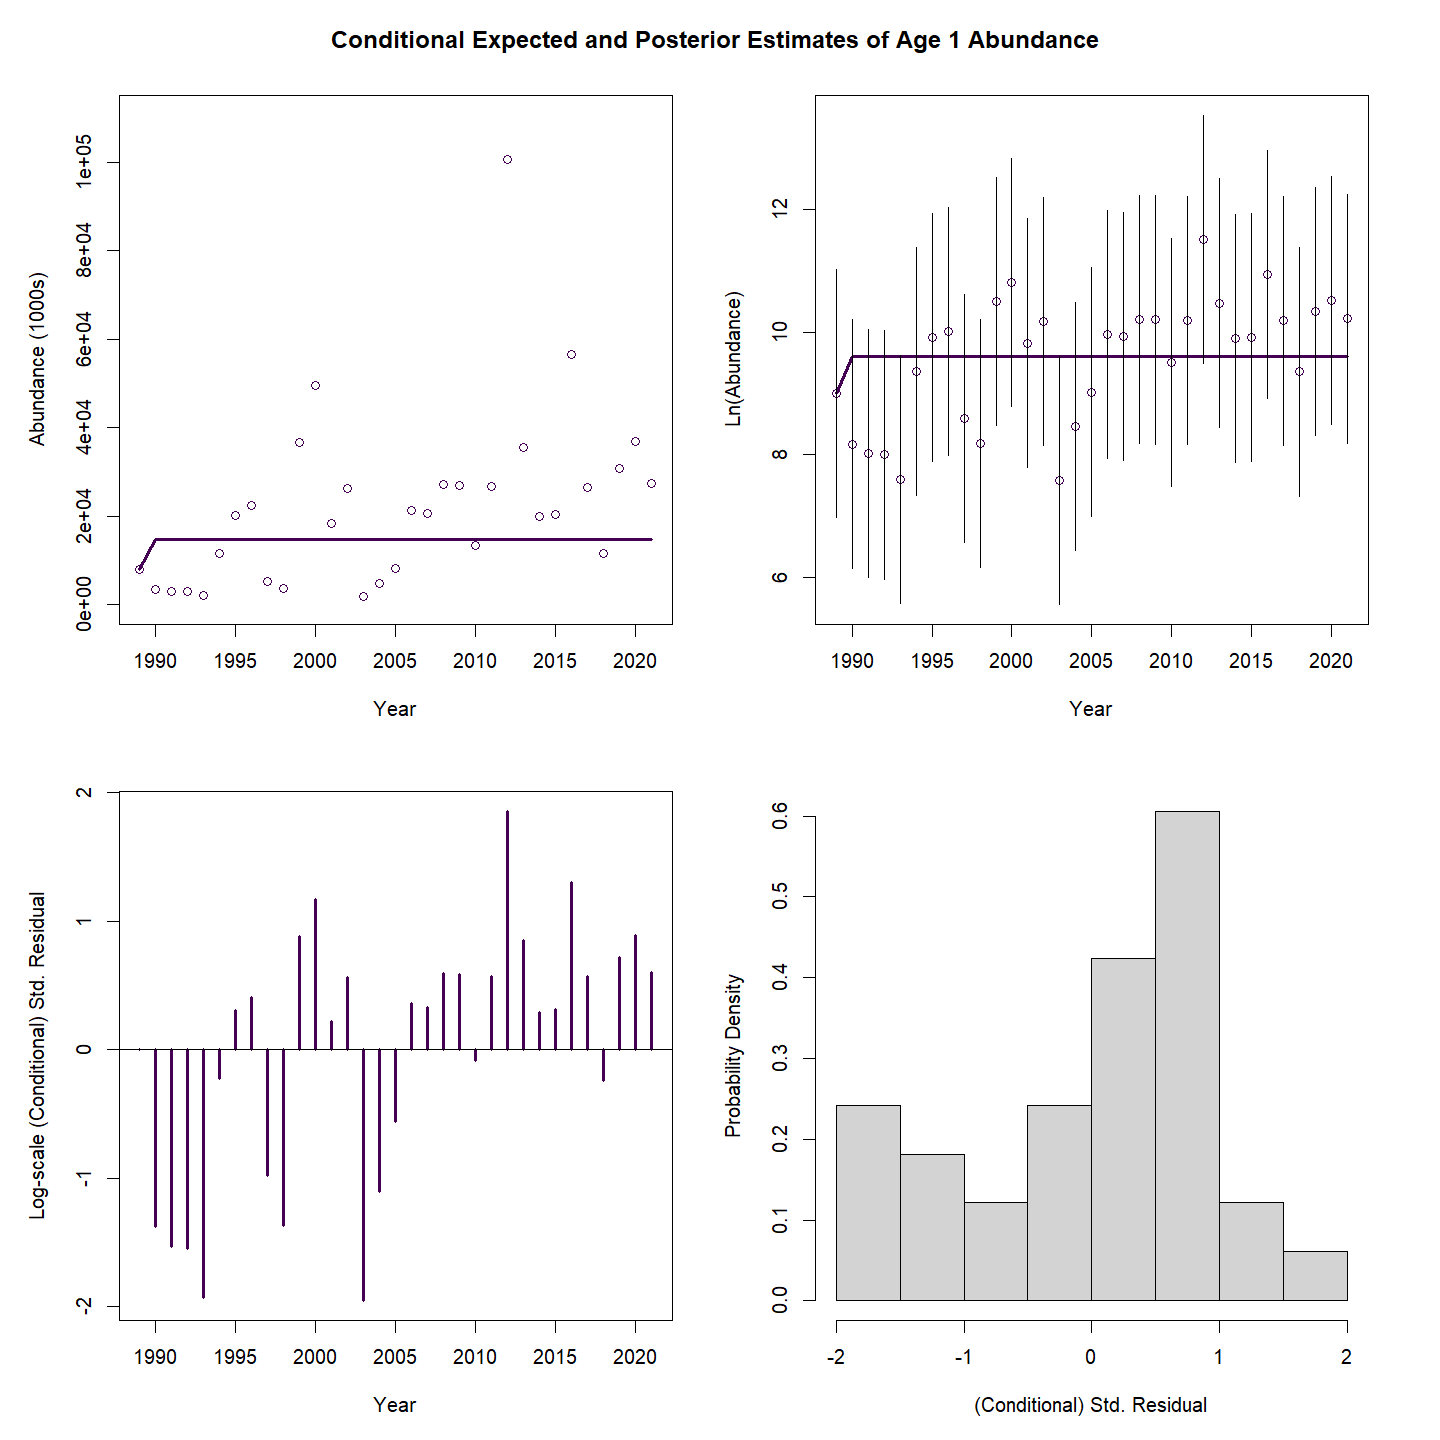 Conditional Expected and Posterior Estimates of Age 1 Abundance
Abundance (1000s)
0e+00 2e+04 4e+04 6e+04 8e+04 1e+05
1990 1995 2000 2005 2010 2015 2020
Year
Ln(Abundance)
6 8 10 12
1990 1995 2000 2005 2010 2015 2020
Year
Log-scale (Conditional) Std. Residual
-2 -1 0 1 2
1990 1995 2000 2005 2010 2015 2020
Year
Probability Density
0.0 0.1 0.2 0.3 0.4 0.5 0.6
-2 -1 0 1 2
(Conditional) Std. Residual